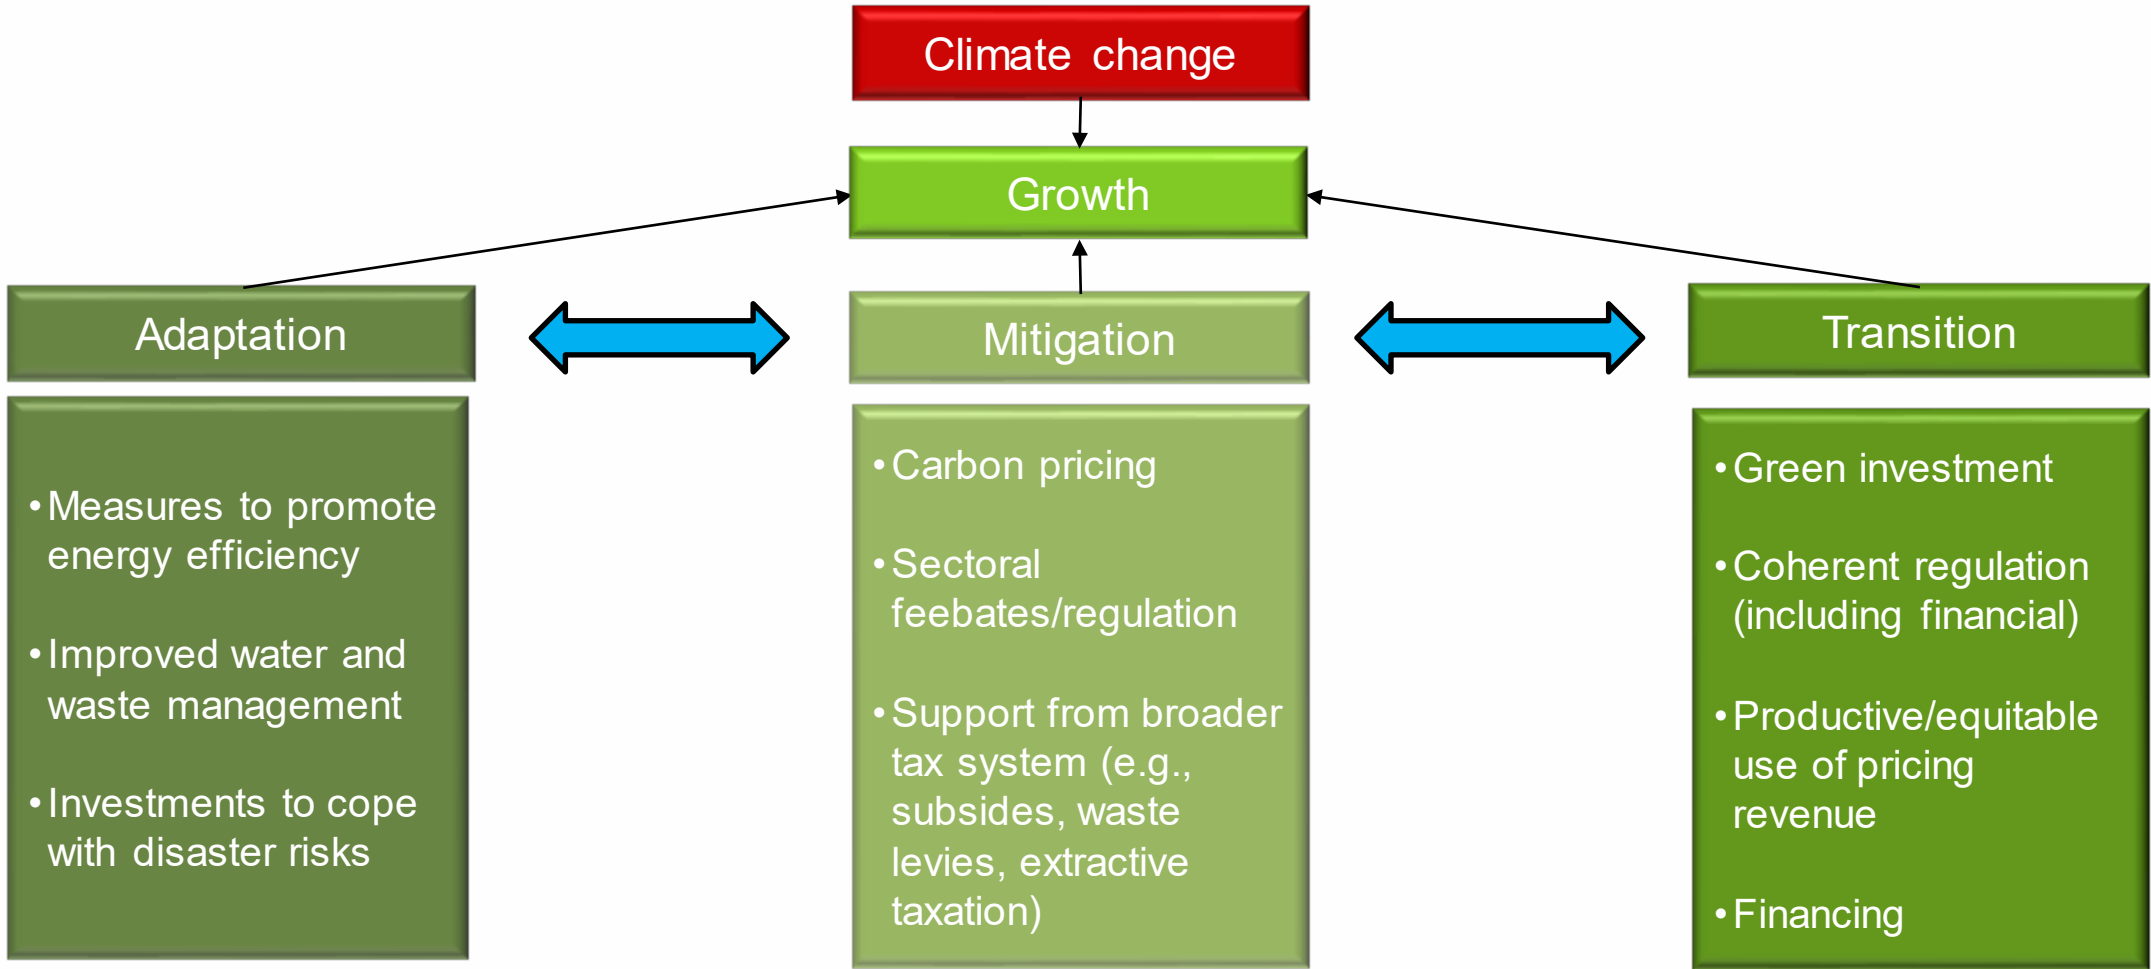 Climate change
Growth
Adaptation
Mitigation
Transition
•Measures to promote
energy efficiency
•Improved water and
waste management
•Investments to cope
with disaster risks
•Carbon pricing
•Sectoral
feebates/regulation
•Support from broader
tax system (e.g.,
subsides, waste
levies, extractive
taxation)
•Green investment
•Coherent regulation
(including financial)
•Productive/equitable
use of pricing
revenue
•Financing